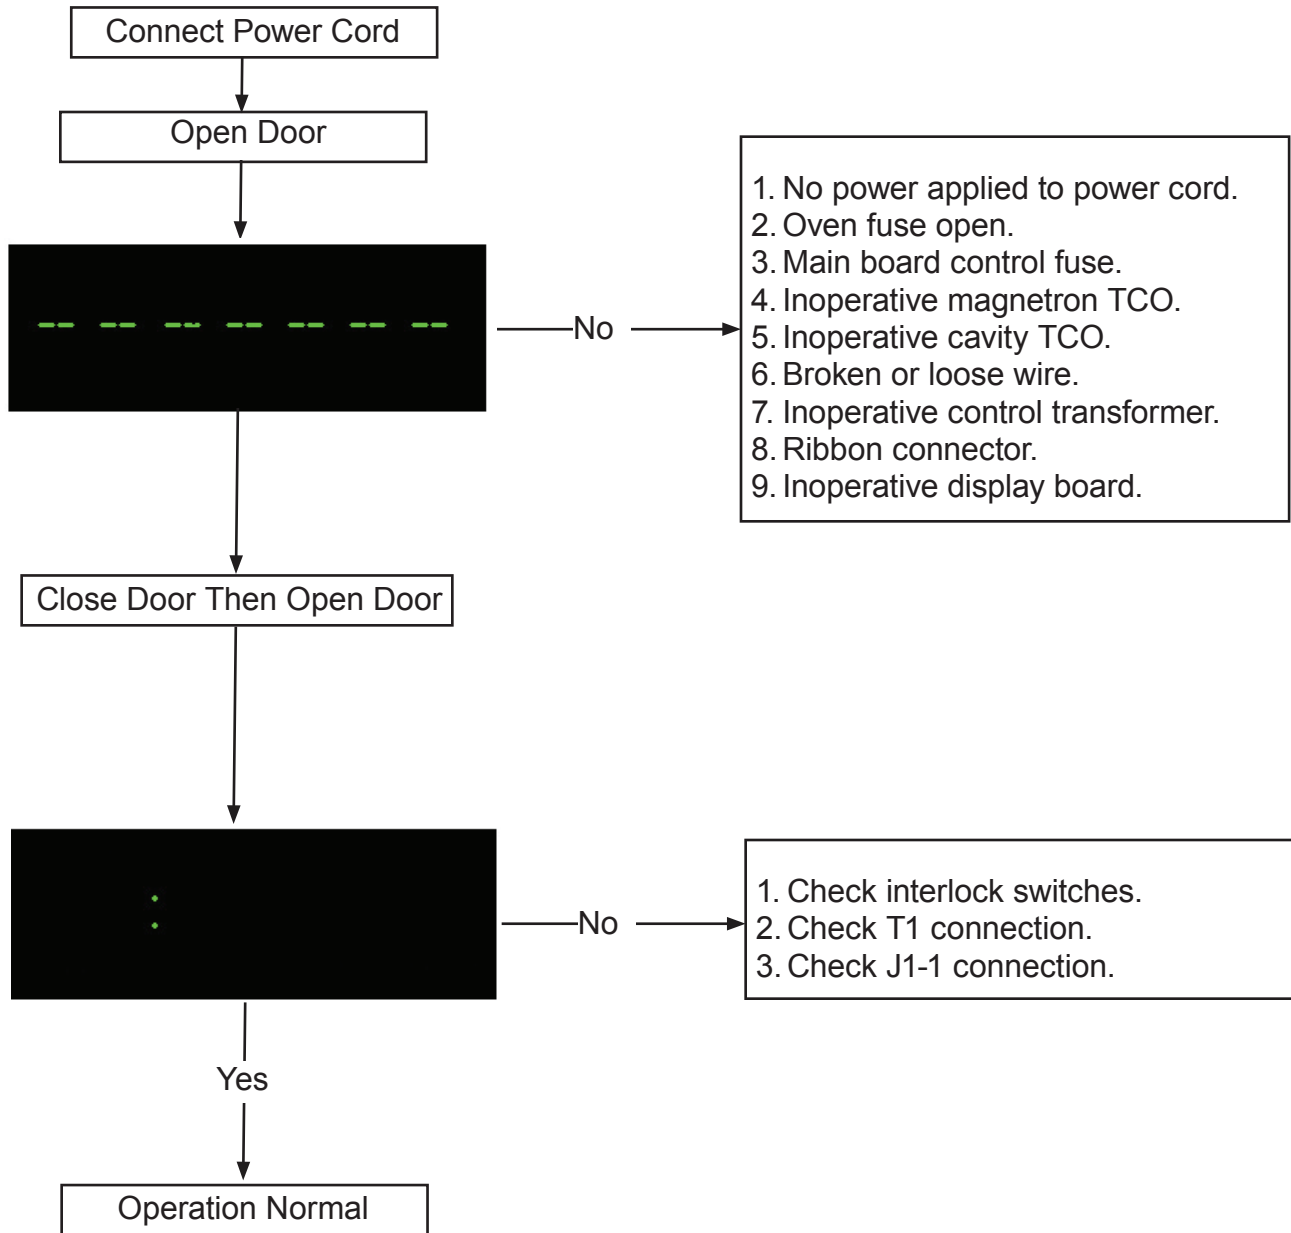 Connect Power Cord
Open Door
-- -- -- -- -- -- --
No
1. No power applied to power cord.
2. Oven fuse open.
3. Main board control fuse.
4. Inoperative magnetron TCO.
5. Inoperative cavity TCO.
6. Broken or loose wire.
7. Inoperative control transformer.
8. Ribbon connector.
9. Inoperative display board.
Close Door Then Open Door
:
No
1. Check interlock switches.
2. Check T1 connection.
3. Check J1-1 connection.
Yes
Operation Normal